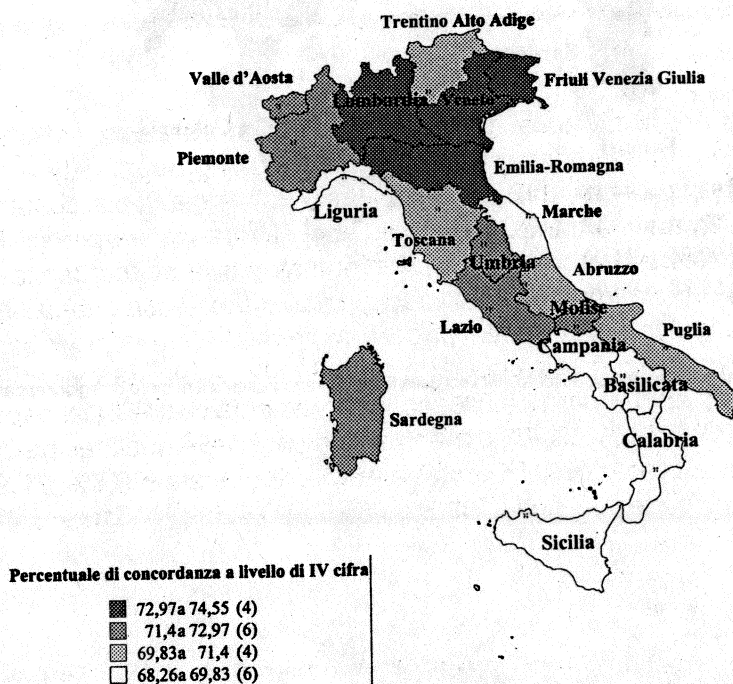 Trentino Alto Adige
Valle d'Aosta
Friuli Venezia Giulia
Lombardia
Veneto
Piemonte
Emilia-Romagna
Liguria
Marche
Toscana
Umbria
Abruzzo
Lazio
Molise
Puglia
Campania
Basilicata
Sardegna
Calabria
Sicilia
Percentuale di concordanza a livello di IV cifra
72,97a 74,55 (4)
71,4a 72,97 (6)
69,83a 71,4 (4)
68,26a 69,83 (6)